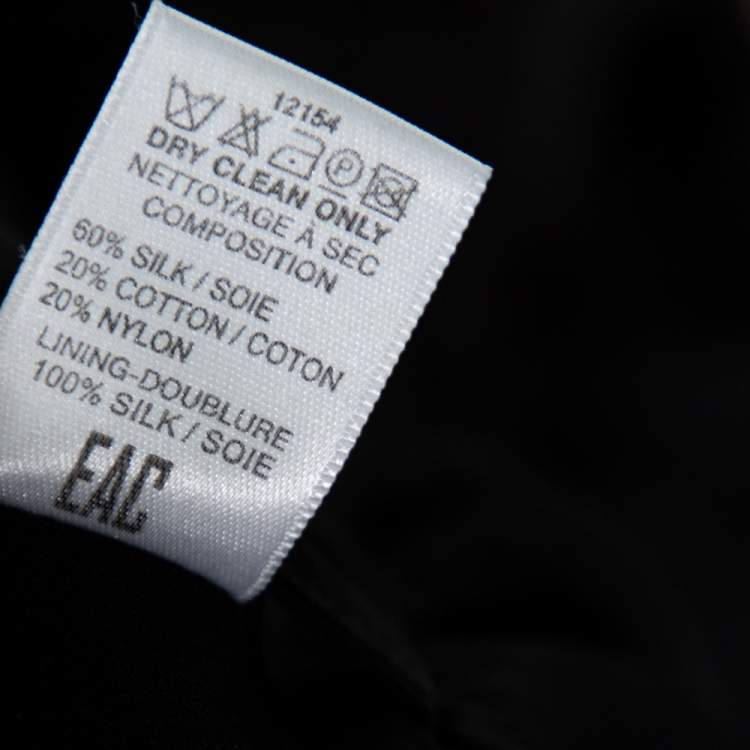 12154
P
DRY CLEAN ONLY
NETTOYAGE À SEC
COMPOSITION
60% SILK / SOIE
20% COTTON / COTON
20% NYLON
LINING-DOUBLURE
100% SILK / SOIE
EAC